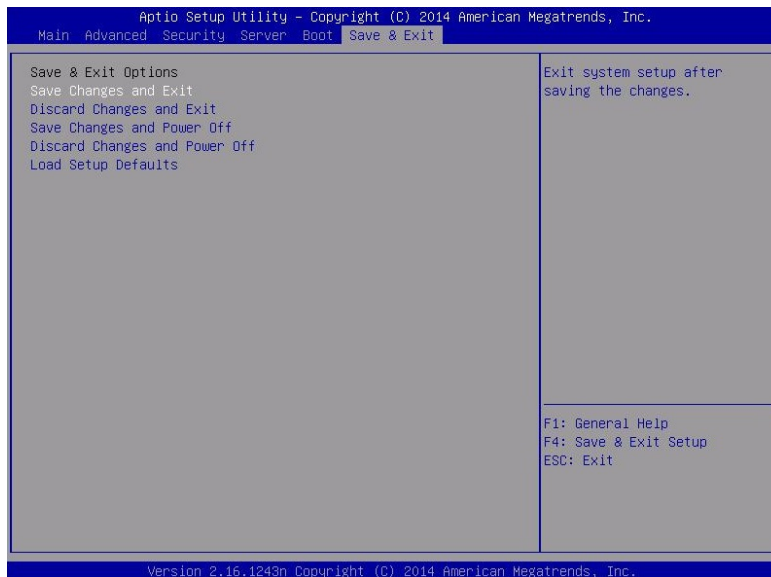 Aptio Setup Utility – Copyright (C) 2014 American Megatrends, Inc.
Main Advanced Security Server Boot Save & Exit
Save & Exit Options
Save Changes and Exit
Discard Changes and Exit
Save Changes and Power Off
Discard Changes and Power Off
Load Setup Defaults
Exit system setup after
saving the changes.
F1: General Help
F4: Save & Exit Setup
ESC: Exit
Version 2.16.1243n Copyright (C) 2014 American Megatrends, Inc.